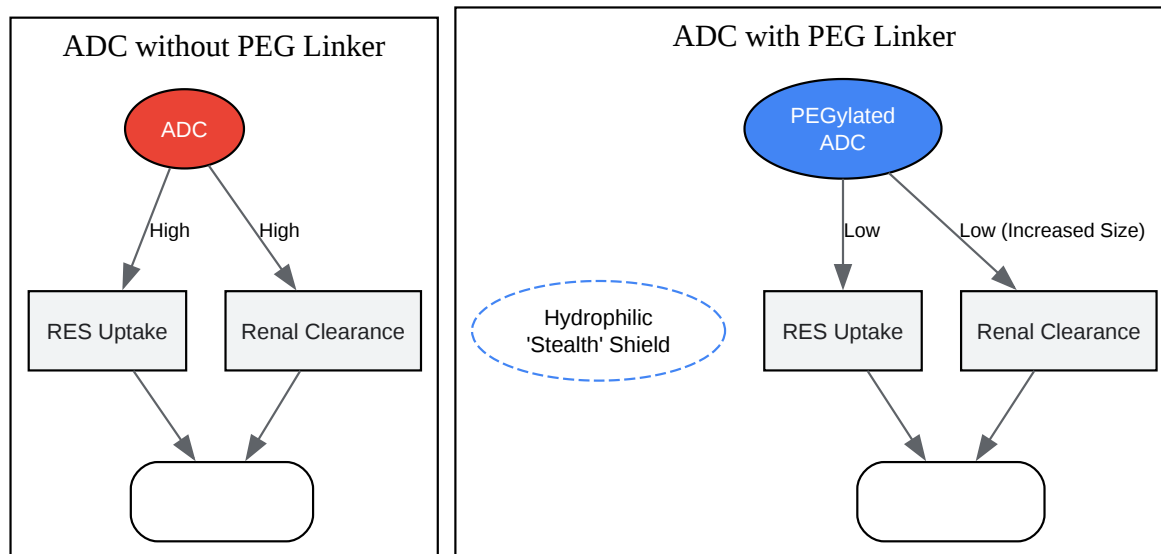 ADC without PEG Linker
ADC
High
High
RES Uptake
Renal Clearance
ADC with PEG Linker
PEGylated
ADC
Low
Low (Increased Size)
Hydrophilic
'Stealth' Shield
RES Uptake
Renal Clearance